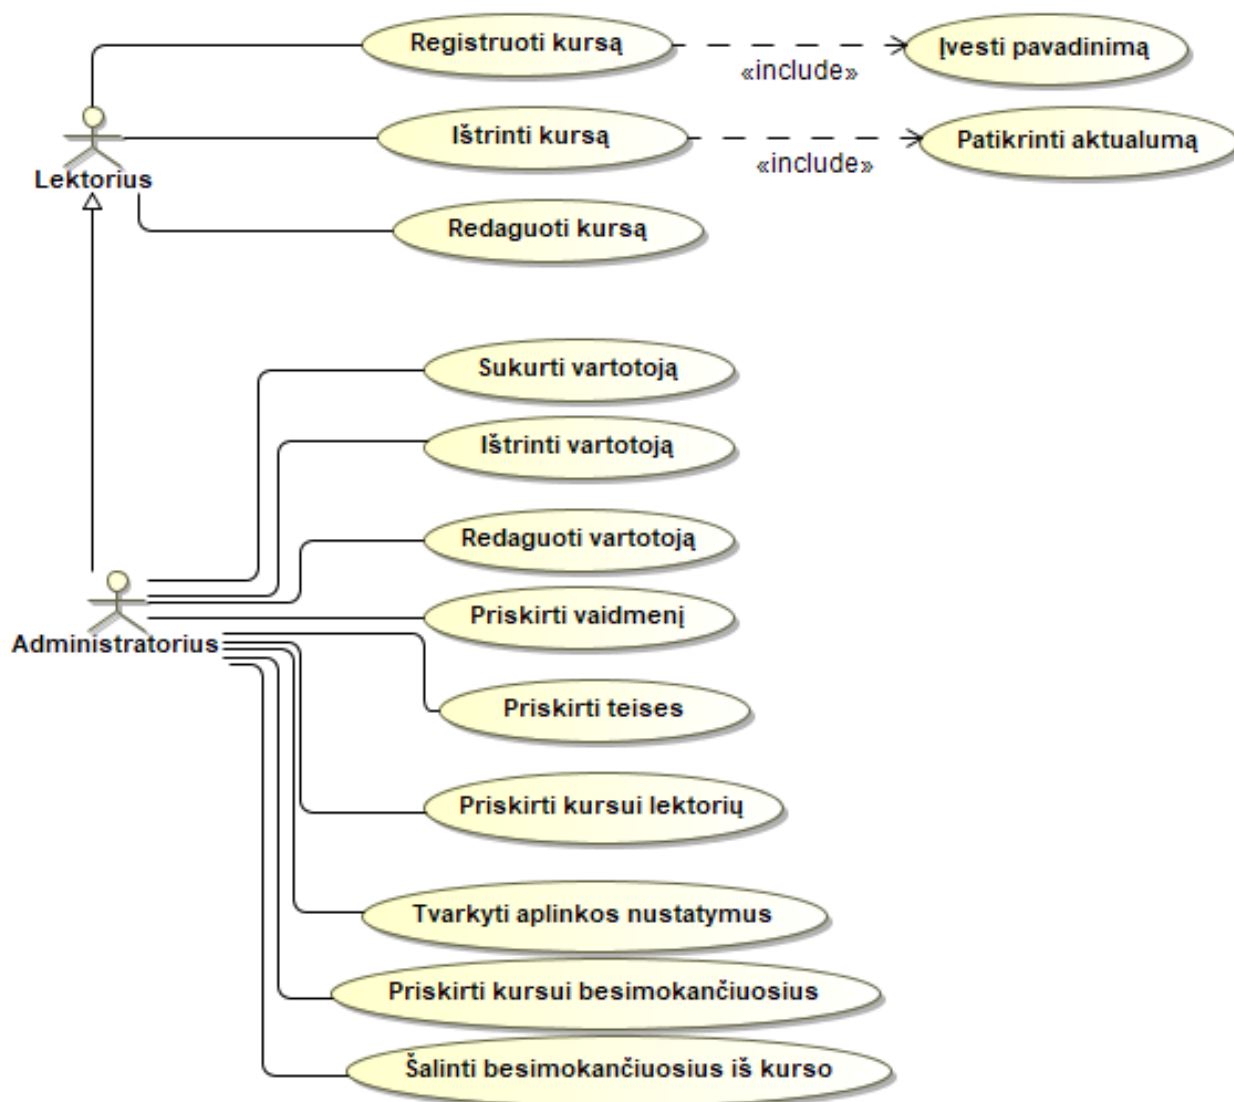 Registruoti kursą
Įvesti pavadinimą
«include»
Ištrinti kursą
Patikrinti aktualumą
«include»
Lektorius
Redaguoti kursą
Sukurti vartotoją
Ištrinti vartotoją
Redaguoti vartotoją
Priskirti vaidmenį
Administratorius
Priskirti teises
Priskirti kursui lektorių
Tvarkyti aplinkos nustatymus
Priskirti kursui besimokančiuosius
Šalinti besimokančiuosius iš kurso